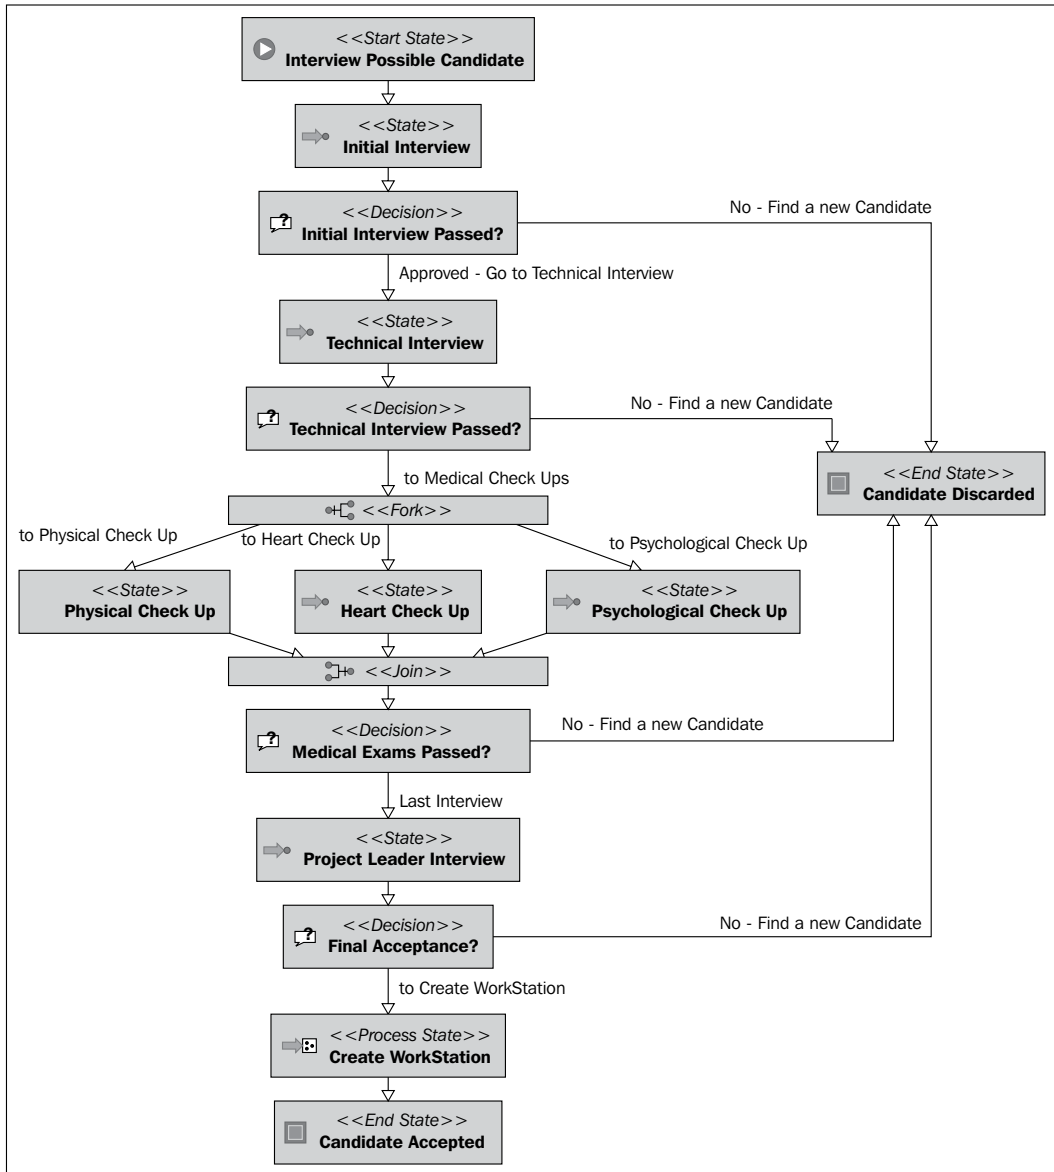 <<Start State>>
Interview Possible Candidate
<<State>>
Initial Interview
<<Decision>>
Initial Interview Passed?
No - Find a new Candidate
Approved - Go to Technical Interview
<<State>>
Technical Interview
<<Decision>>
Technical Interview Passed?
No - Find a new Candidate
<<End State>>
Candidate Discarded
to Medical Check Ups
<<Fork>>
to Physical Check Up
to Heart Check Up
to Psychological Check Up
<<State>>
Physical Check Up
<<State>>
Heart Check Up
<<State>>
Psychological Check Up
<<Join>>
<<Decision>>
Medical Exams Passed?
No - Find a new Candidate
Last Interview
<<State>>
Project Leader Interview
<<Decision>>
Final Acceptance?
No - Find a new Candidate
to Create WorkStation
<<Process State>>
Create WorkStation
<<End State>>
Candidate Accepted